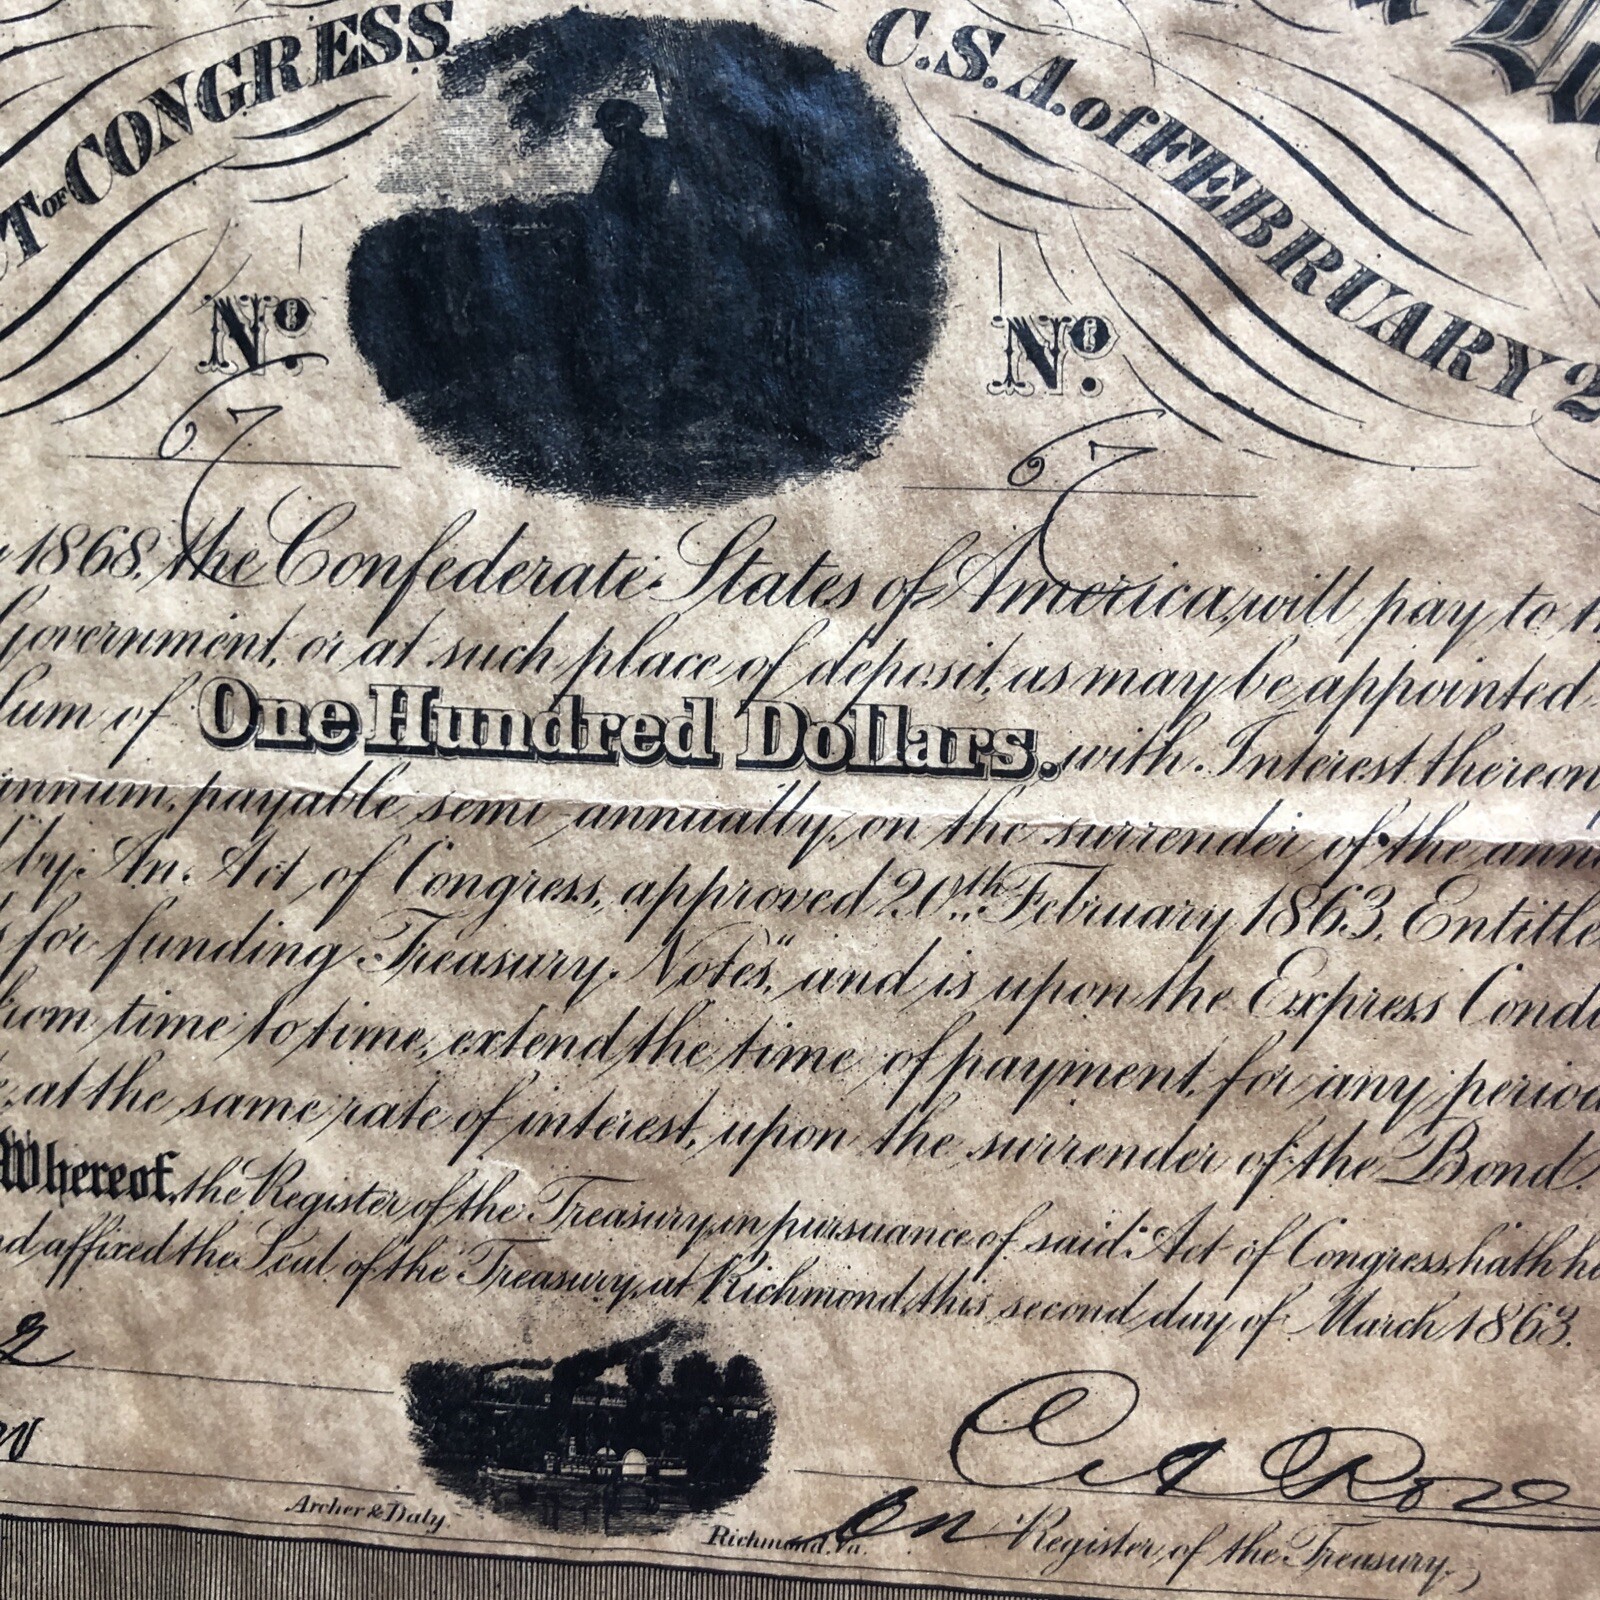 T OF CONGRESS C.S.A. of FEBRUARY 2
No. No.
67 67
1868, the Confederate States of America, will pay to
Government, or at such place of deposit, as may be appointed
Sum of One Hundred Dollars. with Interest thereon
annum, payable semi-annually, on the surrender of the
by An Act of Congress, approved 20th February 1863, Entitle
for funding Treasury Notes", and is upon the Express Condi
from time to time, extend the time of payment, for any period
at the same rate of interest, upon the surrender of the Bond.
Whereof, the Register of the Treasury, in pursuance of said Act of Congress, hath
affixed the Seal of the Treasury, at Richmond, this second day of March 1863.
2
C A Rose
Archer & Daly. Richmond, Va. Register, of the Treasury,